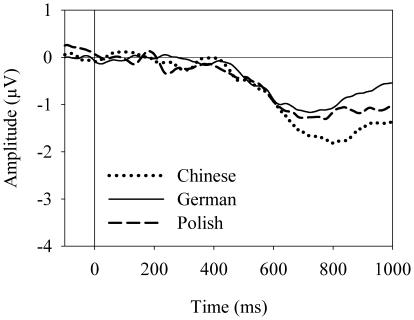 1
0
-1
-2
-3
-4
Amplitude (µV)
Chinese
German
Polish
0 200 400 600 800 1000
Time (ms)